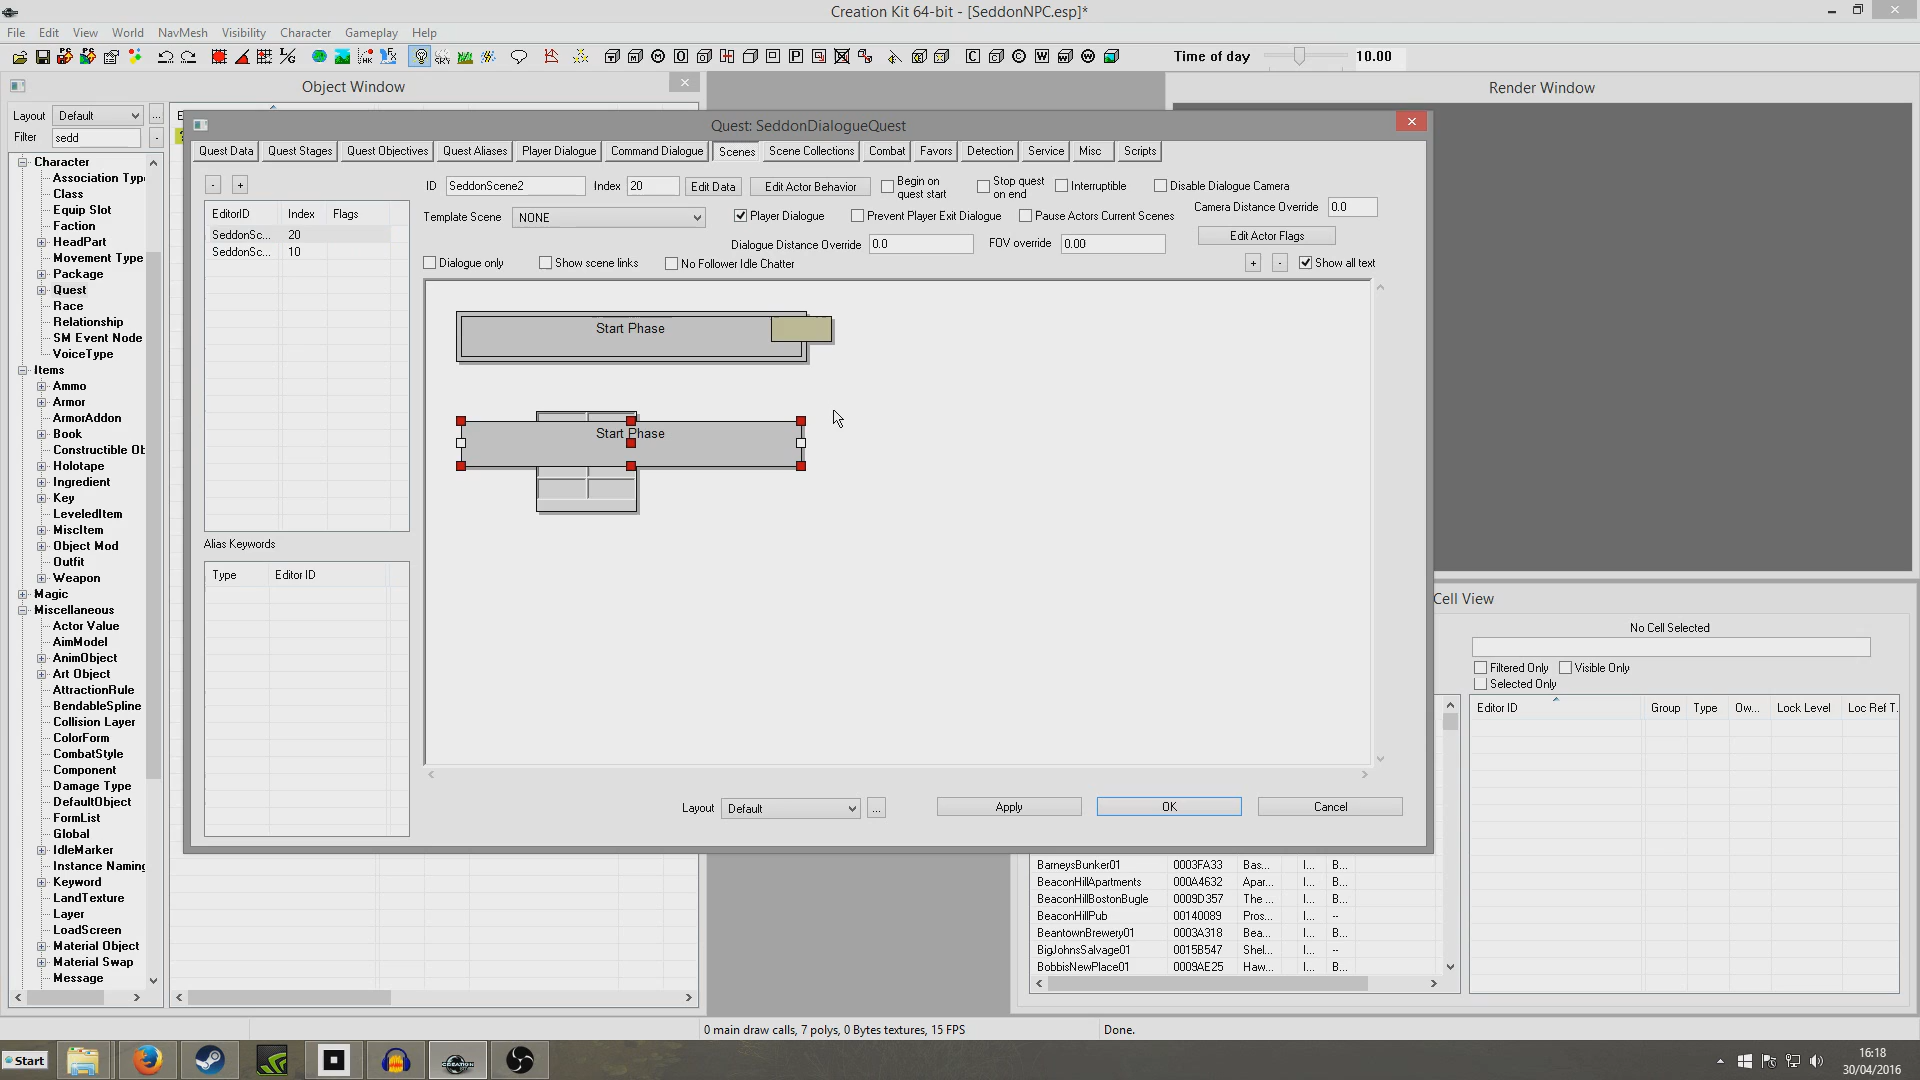 Creation Kit 64-bit - [SeddonNPC.esp]*
File Edit View World NavMesh Visibility Character Gameplay Help
Time of day 10.00
Object Window
Render Window
Layout Default ...
Filter sedd -
Character
Association Typ
Class
Equip Slot
Faction
HeadPart
Movement Type
Package
Quest
Race
Relationship
SM Event Node
VoiceType
Items
Ammo
Armor
ArmorAddon
Book
Constructible Ot
Holotape
Ingredient
Key
LeveledItem
MiscItem
Object Mod
Outfit
Weapon
Magic
Miscellaneous
Actor Value
AimModel
AnimObject
Art Object
AttractionRule
BendableSpline
Collision Layer
ColorForm
CombatStyle
Component
Damage Type
DefaultObject
FormList
Global
IdleMarker
Instance Naming
Keyword
LandTexture
Layer
LoadScreen
Material Object
Material Swap
Message
Quest: SeddonDialogueQuest
Quest Data Quest Stages Quest Objectives Quest Aliases Player Dialogue Command Dialogue Scenes Scene Collections Combat Favors Detection Service Misc Scripts
- +
ID SeddonScene2 Index 20 Edit Data Edit Actor Behavior Begin on quest start Stop quest on end Interruptible Disable Dialogue Camera
Template Scene NONE Player Dialogue Prevent Player Exit Dialogue Pause Actors Current Scenes Camera Distance Override 0.0
Dialogue Distance Override 0.0 FOV override 0.00 Edit Actor Flags
Dialogue only Show scene links No Follower Idle Chatter + - Show all text
EditorID Index Flags
SeddonSc... 20
SeddonSc... 10
Alias Keywords
Type Editor ID
Start Phase
Start Phase
Layout Default ... Apply OK Cancel
Cell View
No Cell Selected
Filtered Only Visible Only
Selected Only
Editor ID Group Type Ow... Lock Level Loc Ref T.
BarneysBunker01 0003FA33 Bas... I... B...
BeaconHillApartments 000A4632 Apar... I... B...
BeaconHillBostonBugle 0009D357 The ... I... B...
BeaconHillPub 00140089 Pros... I... --
BeantownBrewery01 0003A318 Bea... I... B...
BigJohnsSalvage01 0015B547 Shel... I... --
BobbisNewPlace01 0009AE25 Haw... I... B...
0 main draw calls, 7 polys, 0 Bytes textures, 15 FPS
Done.
Start
CREATION
16:18
30/04/2016